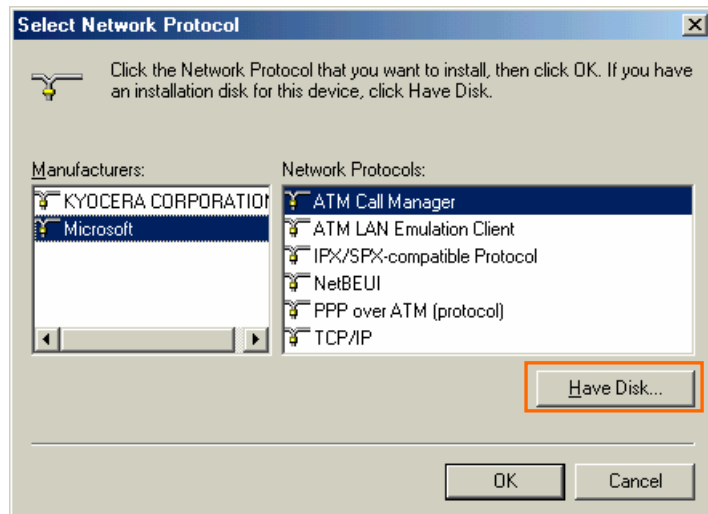 Select Network Protocol
Click the Network Protocol that you want to install, then click OK. If you have
an installation disk for this device, click Have Disk.
Manufacturers:
KYOCERA CORPORATION
Microsoft
Network Protocols:
ATM Call Manager
ATM LAN Emulation Client
IPX/SPX-compatible Protocol
NetBEUI
PPP over ATM (protocol)
TCP/IP
Have Disk...
OK
Cancel